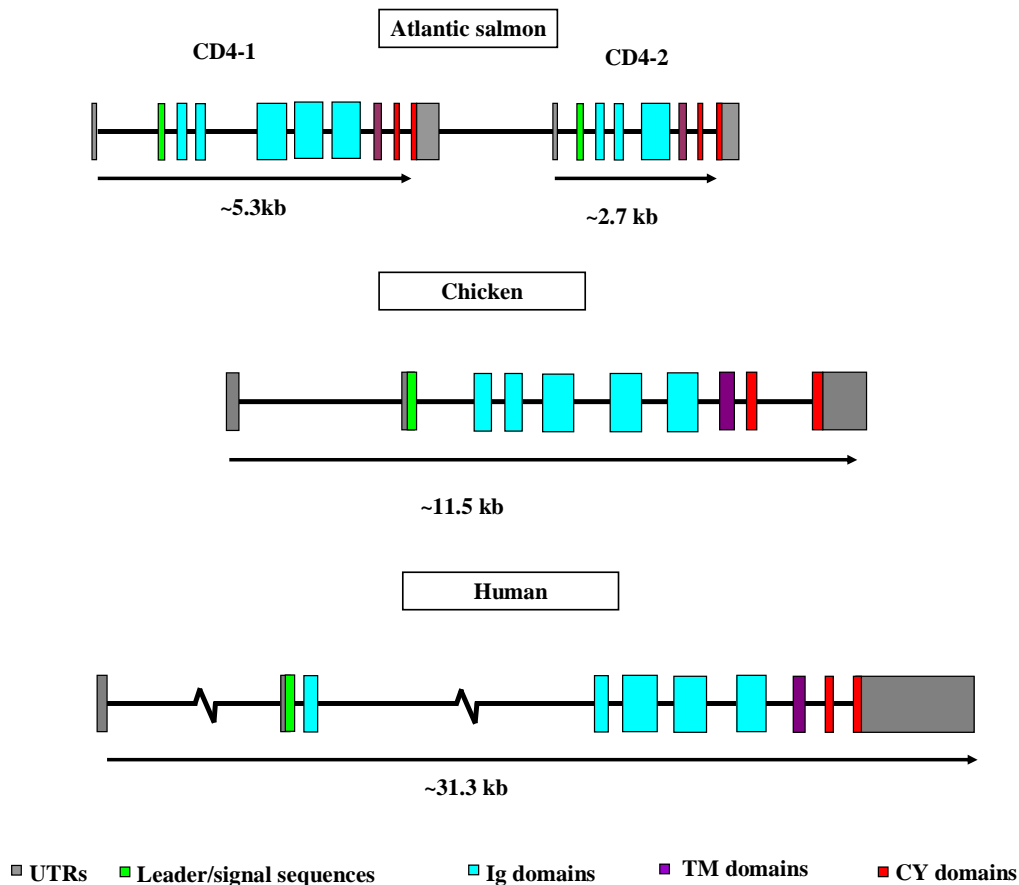 Atlantic salmon
CD4-1
CD4-2
~5.3kb
~2.7 kb
Chicken
~11.5 kb
Human
~31.3 kb
UTRs
Leader/signal sequences
Ig domains
TM domains
CY domains